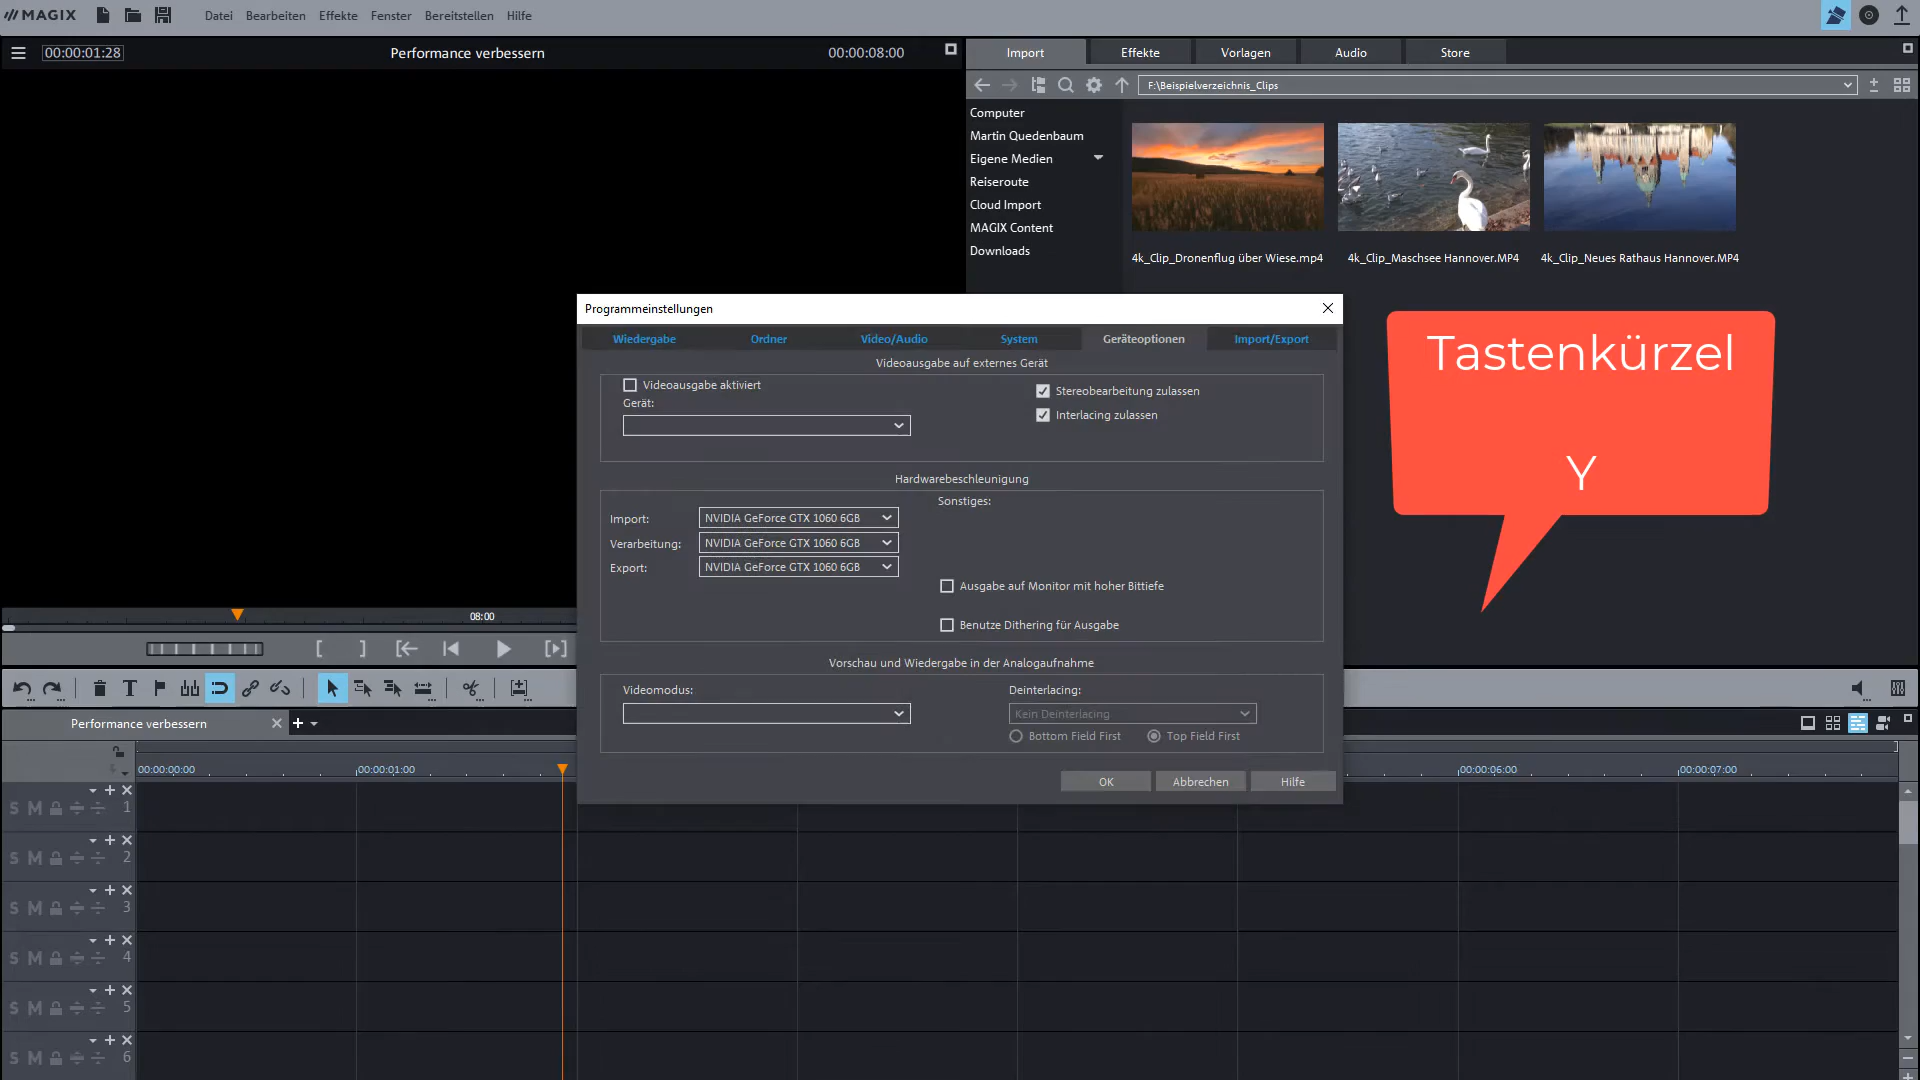 MAGIX
Datei Bearbeiten Effekte Fenster Bereitstellen Hilfe
00:00:01:28 Performance verbessern 00:00:08:00
Import Effekte Vorlagen Audio Store
F:\Beispielverzeichnis_Clips
Computer
Martin Quedenbaum
Eigene Medien
Reiseroute
Cloud Import
MAGIX Content
Downloads
4k_Clip_Dronenflug über Wiese.mp4 4k_Clip_Maschsee Hannover.MP4 4k_Clip_Neues Rathaus Hannover.MP4
Programmeinstellungen
Wiedergabe Ordner Video/Audio System Geräteoptionen Import/Export
Videoausgabe auf externes Gerät
Videoausgabe aktiviert
Gerät:
Stereobearbeitung zulassen
Interlacing zulassen
Hardwarebeschleunigung
Sonstiges:
Import: NVIDIA GeForce GTX 1060 6GB
Verarbeitung: NVIDIA GeForce GTX 1060 6GB
Export: NVIDIA GeForce GTX 1060 6GB
Ausgabe auf Monitor mit hoher Bittiefe
Benutze Dithering für Ausgabe
Vorschau und Wiedergabe in der Analogaufnahme
Videomodus:
Deinterlacing:
Kein Deinterlacing
Bottom Field First Top Field First
OK Abbrechen Hilfe
Tastenkürzel
Y
08:00
Performance verbessern
00:00:00:00 00:00:01:00 00:00:06:00 00:00:07:00
S M 1
S M 2
S M 3
S M 4
S M 5
S M 6